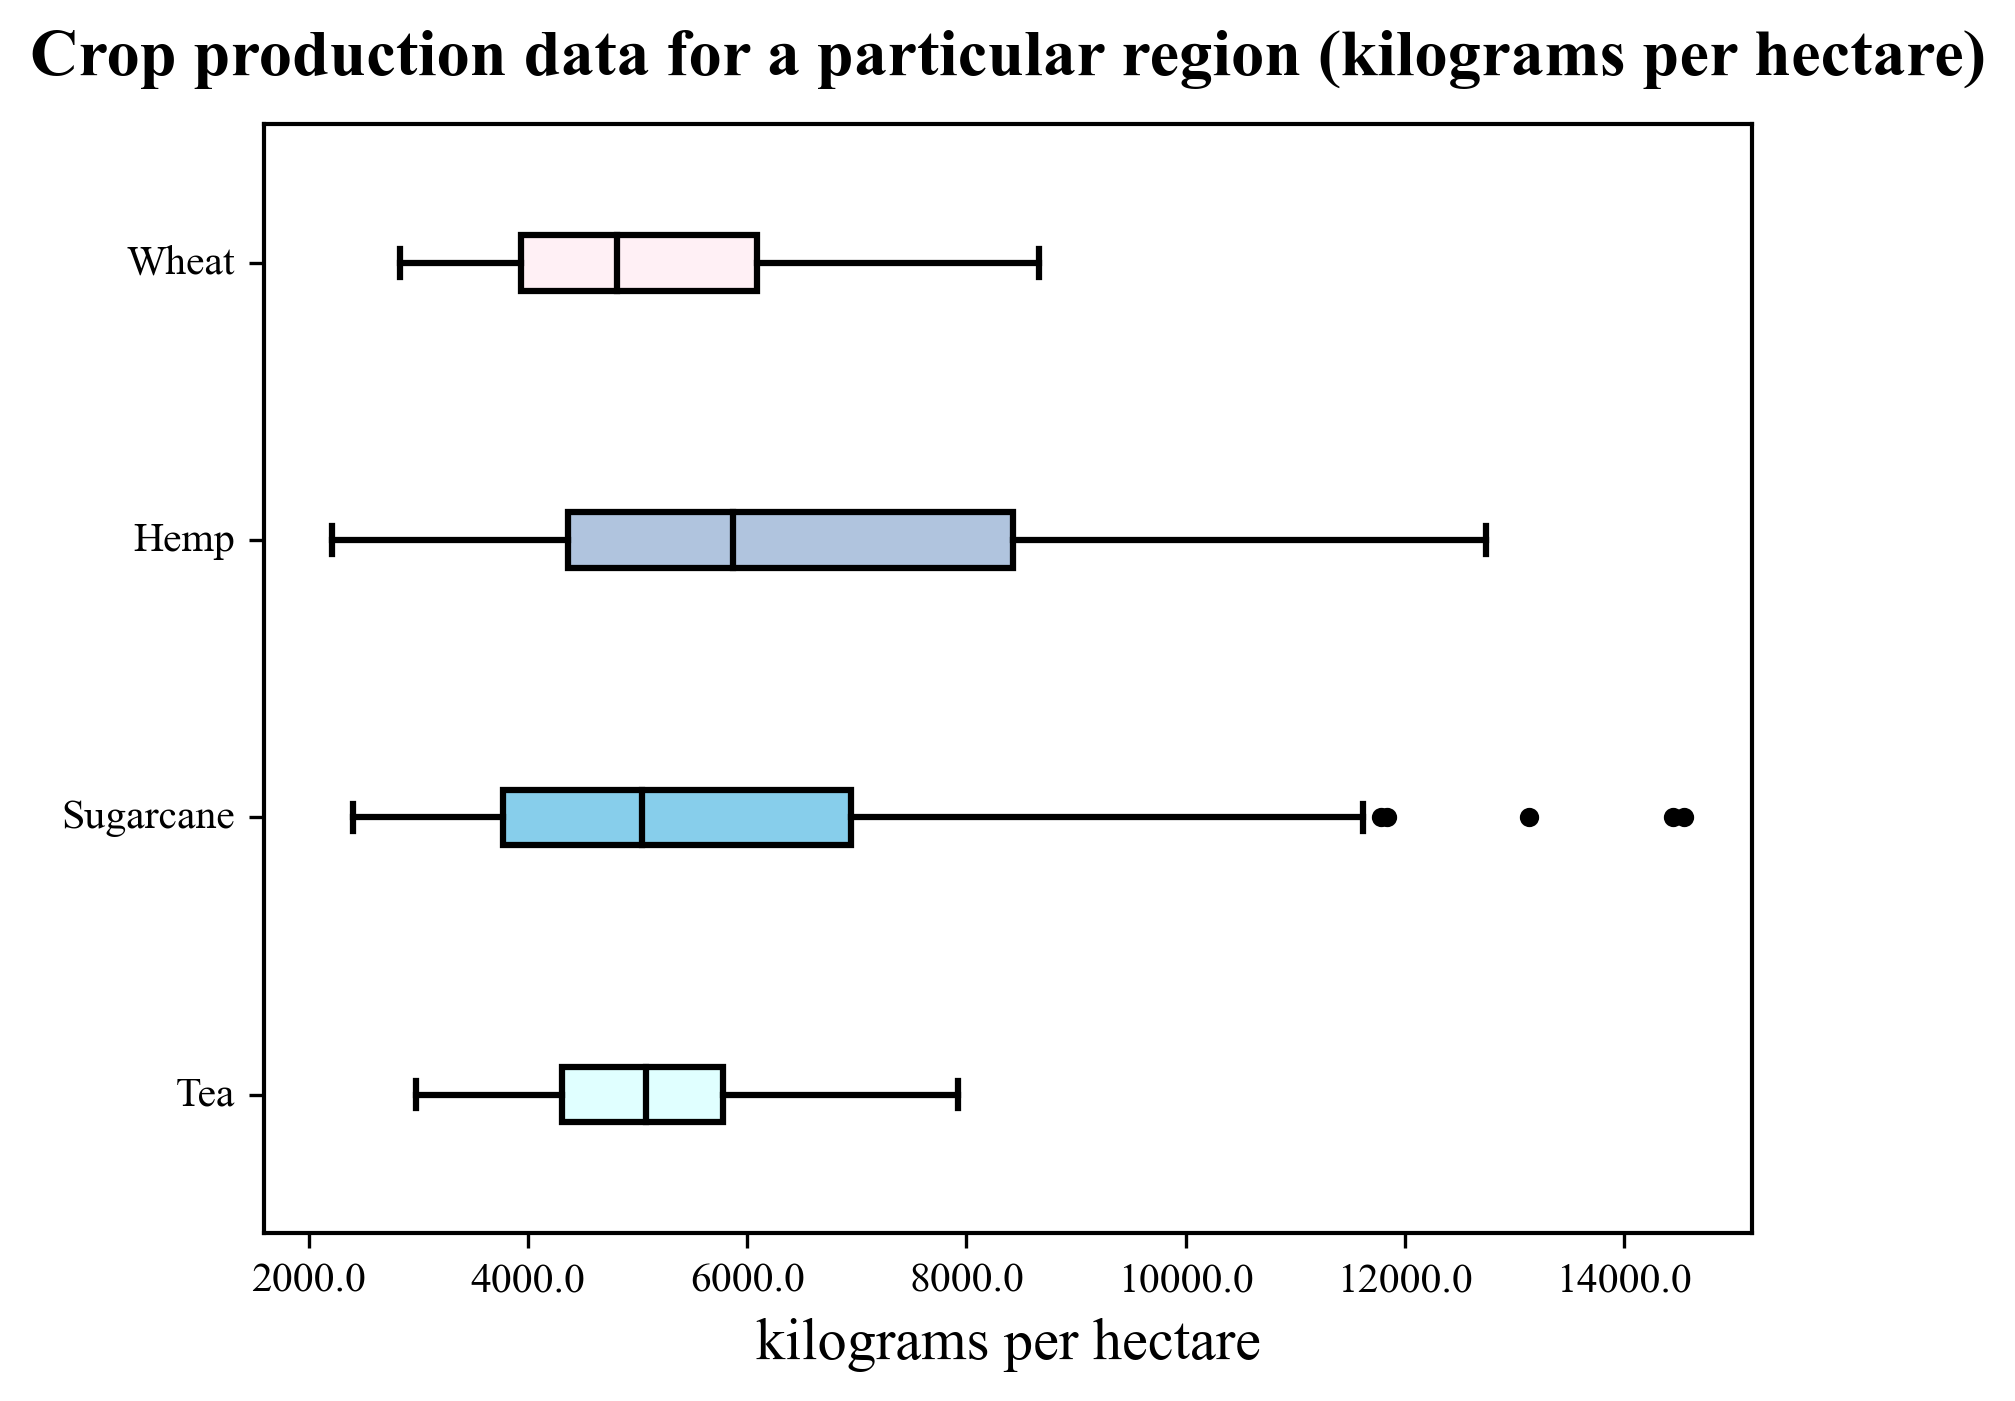 Crop production data for a particular region (kilograms per hectare)
Wheat
Hemp
Sugarcane
Tea
2000.0 4000.0 6000.0 8000.0 10000.0 12000.0 14000.0
kilograms per hectare